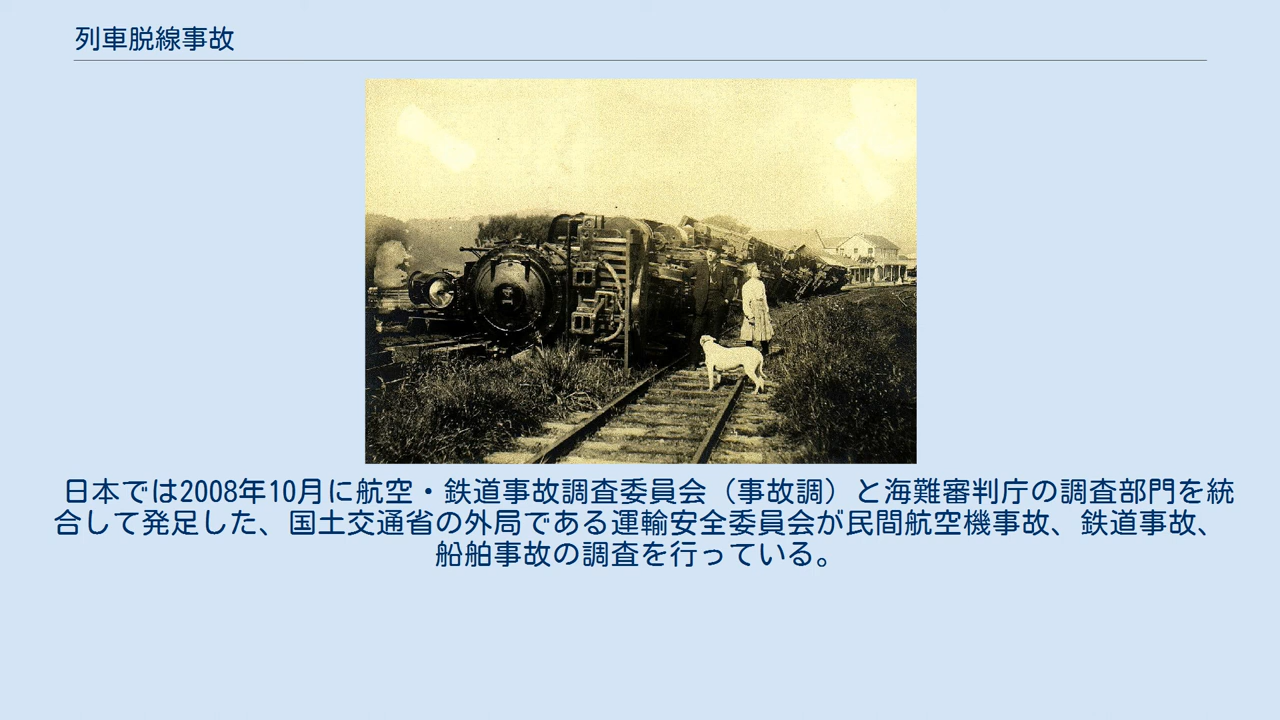 列車脱線事故
14
日本では2008年10月に航空・鉄道事故調査委員会（事故調）と海難審判庁の調査部門を統
合して発足した、国土交通省の外局である運輸安全委員会が民間航空機事故、鉄道事故、
船舶事故の調査を行っている。